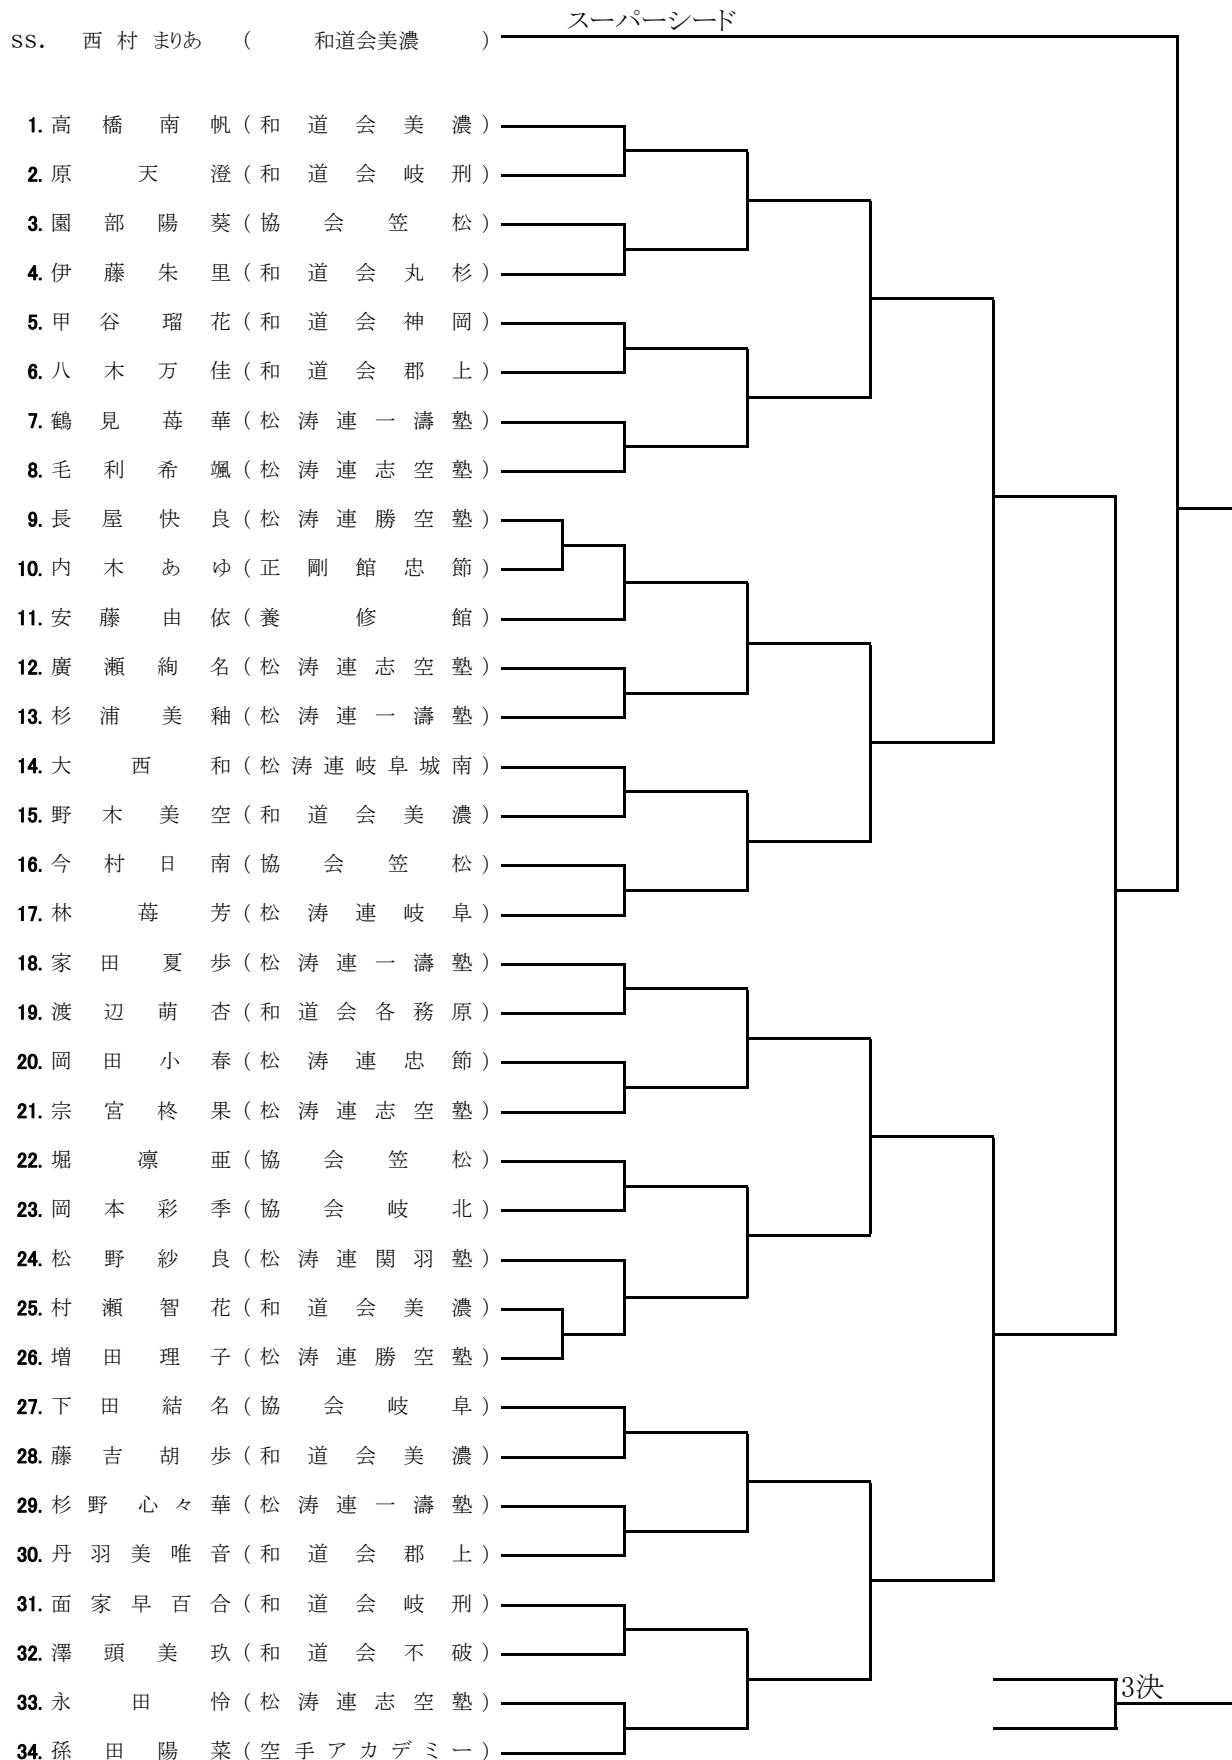 スーパーシード
ss. 西村 まりあ ( 和道会美濃 )
1. 高橋南帆 ( 和道会美濃 )
2. 原天澄 ( 和道会岐刑 )
3. 園部陽葵 ( 協会笠松 )
4. 伊藤朱里 ( 和道会丸杉 )
5. 甲谷瑠花 ( 和道会神岡 )
6. 八木万佳 ( 和道会郡上 )
7. 鶴見苺華 ( 松涛連一濤塾 )
8. 毛利希颯 ( 松涛連志空塾 )
9. 長屋快良 ( 松涛連勝空塾 )
10. 内木あゆ ( 正剛館忠節 )
11. 安藤由依 ( 養修館 )
12. 廣瀬絢名 ( 松涛連志空塾 )
13. 杉浦美釉 ( 松涛連一濤塾 )
14. 大西和 ( 松涛連岐阜城南 )
15. 野木美空 ( 和道会美濃 )
16. 今村日南 ( 協会笠松 )
17. 林苺芳 ( 松涛連岐阜 )
18. 家田夏歩 ( 松涛連一濤塾 )
19. 渡辺萌杏 ( 和道会各務原 )
20. 岡田小春 ( 松涛連忠節 )
21. 宗宮柊果 ( 松涛連志空塾 )
22. 堀凛亜 ( 協会笠松 )
23. 岡本彩季 ( 協会岐北 )
24. 松野紗良 ( 松涛連関羽塾 )
25. 村瀬智花 ( 和道会美濃 )
26. 増田理子 ( 松涛連勝空塾 )
27. 下田結名 ( 協会岐阜 )
28. 藤吉胡歩 ( 和道会美濃 )
29. 杉野心々華 ( 松涛連一濤塾 )
30. 丹羽美唯音 ( 和道会郡上 )
31. 面家早百合 ( 和道会岐刑 )
32. 澤頭美玖 ( 和道会不破 )
33. 永田怜 ( 松涛連志空塾 )
34. 孫田陽菜 ( 空手アカデミー )
3決